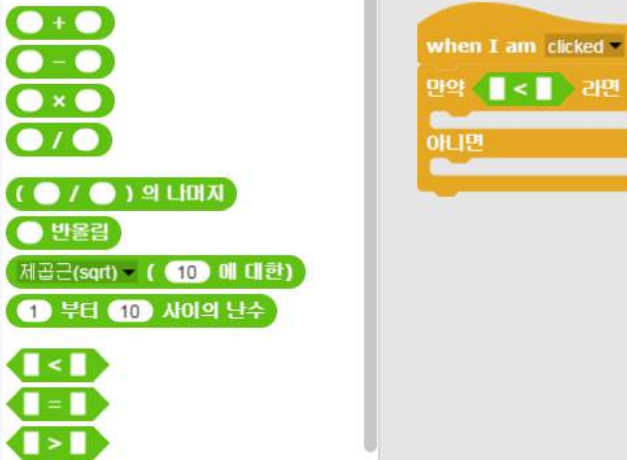 +
−
×
/
( / ) 의 나머지
반올림
제곱근(sqrt) ( 10 에 대한)
1 부터 10 사이의 난수
<
=
>
when I am clicked
만약 < 라면
아니면